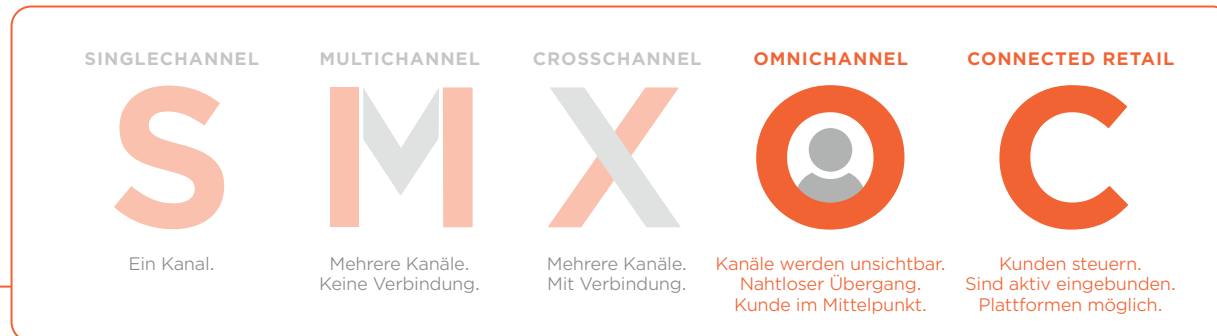 SINGLECHANNEL
S
Ein Kanal.
MULTICHANNEL
M
Mehrere Kanäle.
Keine Verbindung.
CROSSCHANNEL
X
Mehrere Kanäle.
Mit Verbindung.
OMNICHANNEL
O
Kanäle werden unsichtbar.
Nahtloser Übergang.
Kunde im Mittelpunkt.
CONNECTED RETAIL
C
Kunden steuern.
Sind aktiv eingebunden.
Plattformen möglich.